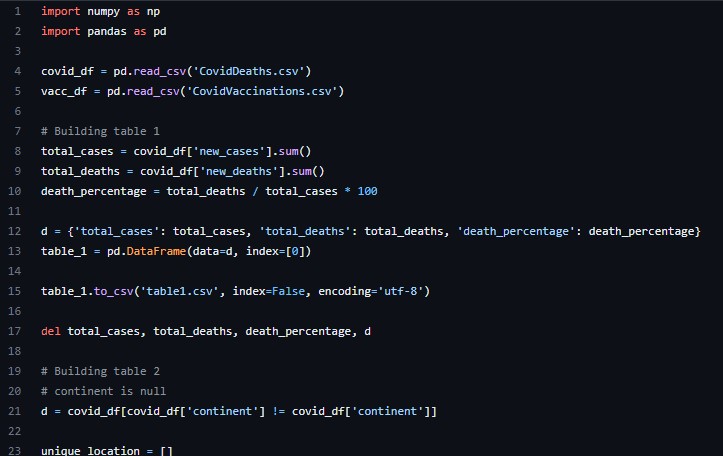 1 import numpy as np
2 import pandas as pd
3
4 covid_df = pd.read_csv('CovidDeaths.csv')
5 vacc_df = pd.read_csv('CovidVaccinations.csv')
6
7 # Building table 1
8 total_cases = covid_df['new_cases'].sum()
9 total_deaths = covid_df['new_deaths'].sum()
10 death_percentage = total_deaths / total_cases * 100
11
12 d = {'total_cases': total_cases, 'total_deaths': total_deaths, 'death_percentage': death_percentage}
13 table_1 = pd.DataFrame(data=d, index=[0])
14
15 table_1.to_csv('table1.csv', index=False, encoding='utf-8')
16
17 del total_cases, total_deaths, death_percentage, d
18
19 # Building table 2
20 # continent is null
21 d = covid_df[covid_df['continent'] != covid_df['continent']]
22
23 unique_location = []